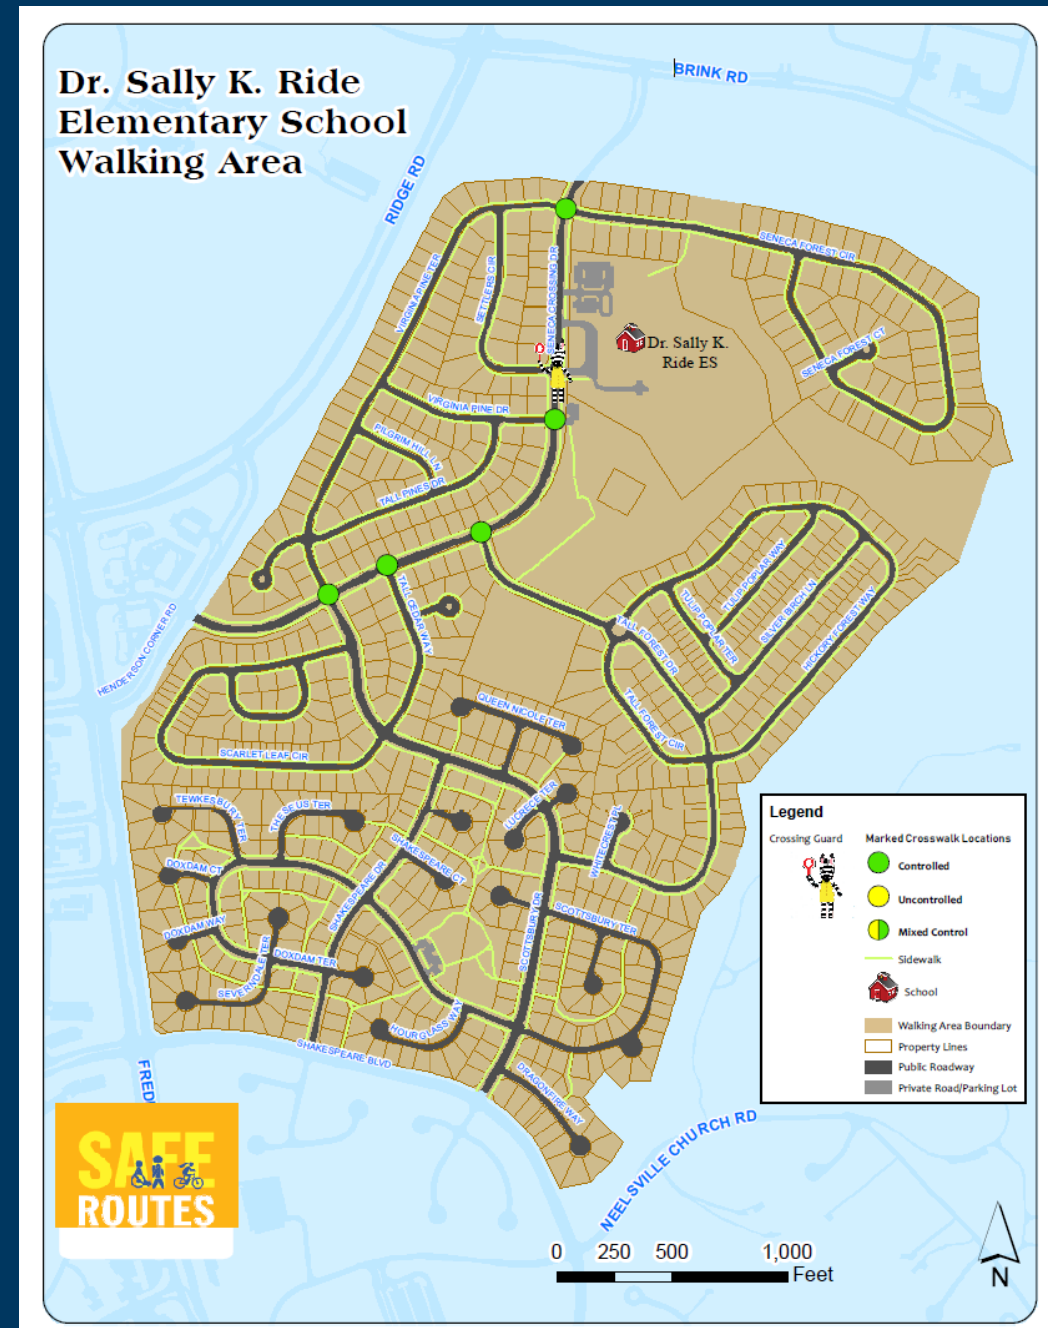 Dr. Sally K. Ride
Elementary School
Walking Area
BRINK RD
RIDGE RD
SENECA FOREST CIR
VIRGINIA PINE TER
SETTLERS CIR
SENECA CROSSING DR
Dr. Sally K.
Ride ES
SENECA FOREST CT
VIRGINIA PINE DR
PILGRIM HILL LN
TALL PINES DR
TULIP POPLAR WAY
TALL CEDAR WAY
TULIP POPLAR TER
SILVER BIRCH LN
HICKORY FOREST WAY
HENDERSON CORNER RD
TALL FOREST DR
TALL FOREST CIR
QUEEN NICOLE TER
SCARLET LEAF CIR
TEWKESBURY TER
THESEUS TER
LUCRECE TER
WHITECREST PL
SHAKESPEARE CT
DOXDAM CT
SHAKESPEARE DR
SCOTTSBURY DR
SCOTTSBURY TER
DOXDAM WAY
SEVERNDALE TER
DOXDAM TER
HOURGLASS WAY
SHAKESPEARE BLVD
DRAGONFIRE WAY
NEELSVILLE CHURCH RD
FRED
Legend
Crossing Guard
Marked Crosswalk Locations
Controlled
Uncontrolled
Mixed Control
Sidewalk
School
Walking Area Boundary
Property Lines
Public Roadway
Private Road/Parking Lot
SAFE
ROUTES
0 250 500 1,000
Feet
N